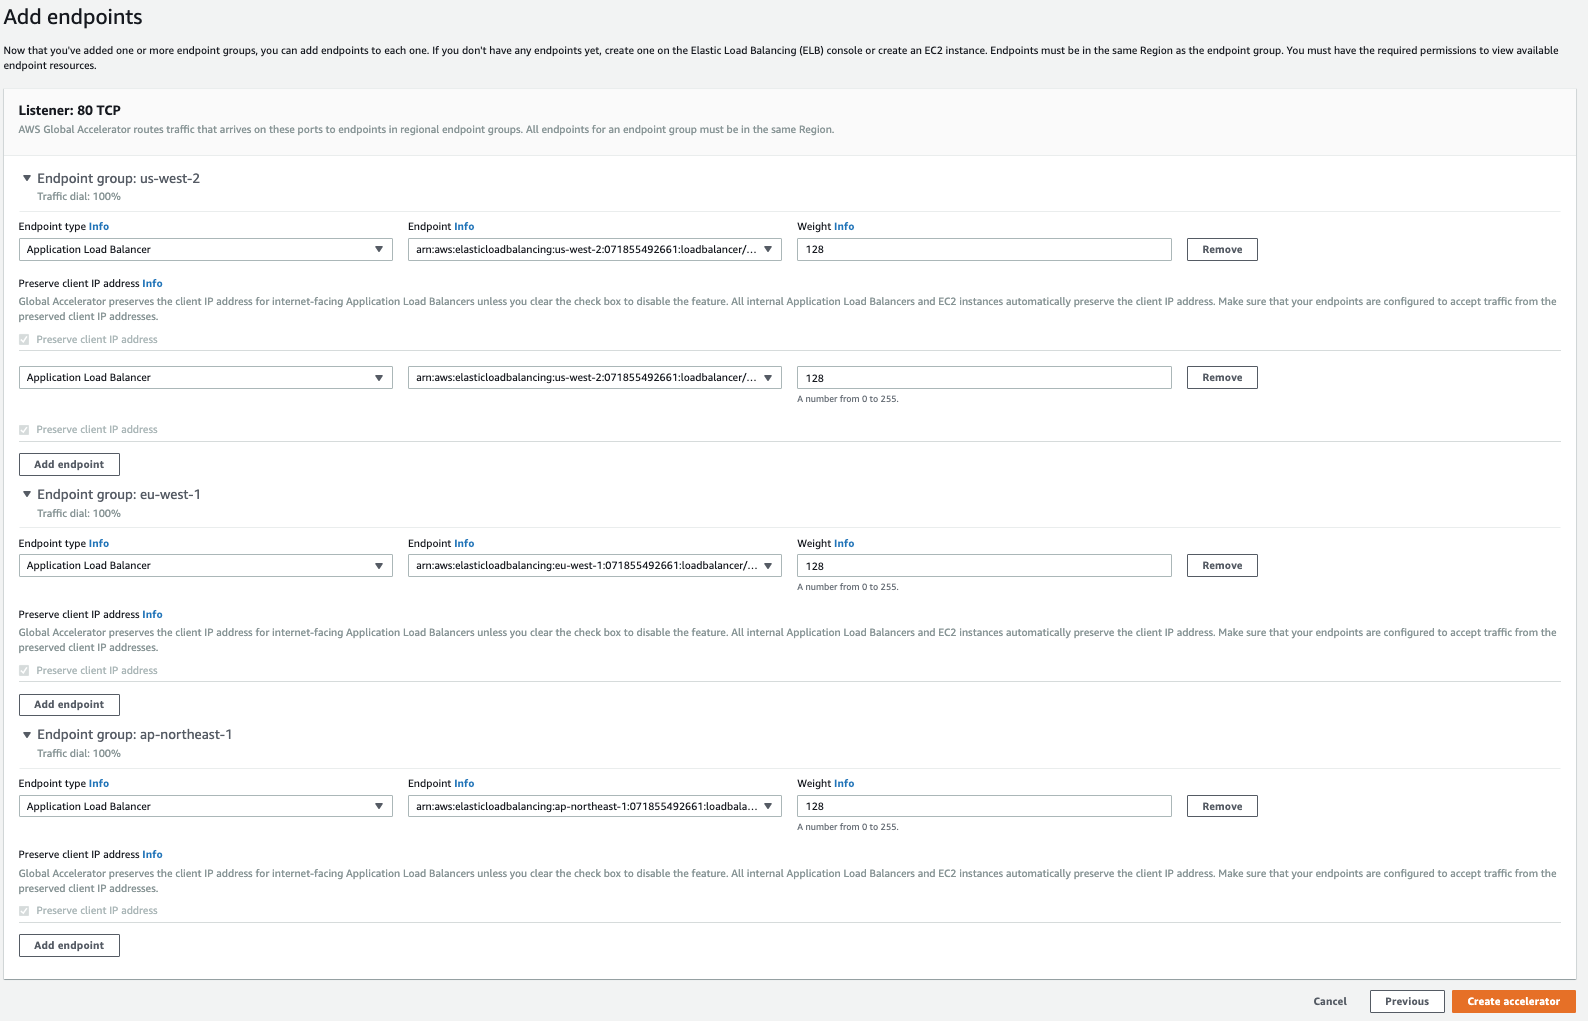 Add endpoints
Now that you've added one or more endpoint groups, you can add endpoints to each one. If you don't have any endpoints yet, create one on the Elastic Load Balancing (ELB) console or create an EC2 instance. Endpoints must be in the same Region as the endpoint group. You must have the required permissions to view available
endpoint resources.
Listener: 80 TCP
AWS Global Accelerator routes traffic that arrives on these ports to endpoints in regional endpoint groups. All endpoints for an endpoint group must be in the same Region.
Endpoint group: us-west-2
Traffic dial: 100%
Endpoint type Info Endpoint Info Weight Info
Application Load Balancer arn:aws:elasticloadbalancing:us-west-2:071855492661:loadbalancer/... 128 Remove
Preserve client IP address Info
Global Accelerator preserves the client IP address for internet-facing Application Load Balancers unless you clear the check box to disable the feature. All internal Application Load Balancers and EC2 instances automatically preserve the client IP address. Make sure that your endpoints are configured to accept traffic from the
preserved client IP addresses.
Preserve client IP address
Application Load Balancer arn:aws:elasticloadbalancing:us-west-2:071855492661:loadbalancer/... 128 Remove
A number from 0 to 255.
Preserve client IP address
Add endpoint
Endpoint group: eu-west-1
Traffic dial: 100%
Endpoint type Info Endpoint Info Weight Info
Application Load Balancer arn:aws:elasticloadbalancing:eu-west-1:071855492661:loadbalancer/... 128 Remove
A number from 0 to 255.
Preserve client IP address Info
Global Accelerator preserves the client IP address for internet-facing Application Load Balancers unless you clear the check box to disable the feature. All internal Application Load Balancers and EC2 instances automatically preserve the client IP address. Make sure that your endpoints are configured to accept traffic from the
preserved client IP addresses.
Preserve client IP address
Add endpoint
Endpoint group: ap-northeast-1
Traffic dial: 100%
Endpoint type Info Endpoint Info Weight Info
Application Load Balancer arn:aws:elasticloadbalancing:ap-northeast-1:071855492661:loadbala... 128 Remove
A number from 0 to 255.
Preserve client IP address Info
Global Accelerator preserves the client IP address for internet-facing Application Load Balancers unless you clear the check box to disable the feature. All internal Application Load Balancers and EC2 instances automatically preserve the client IP address. Make sure that your endpoints are configured to accept traffic from the
preserved client IP addresses.
Preserve client IP address
Add endpoint
Cancel Previous Create accelerator